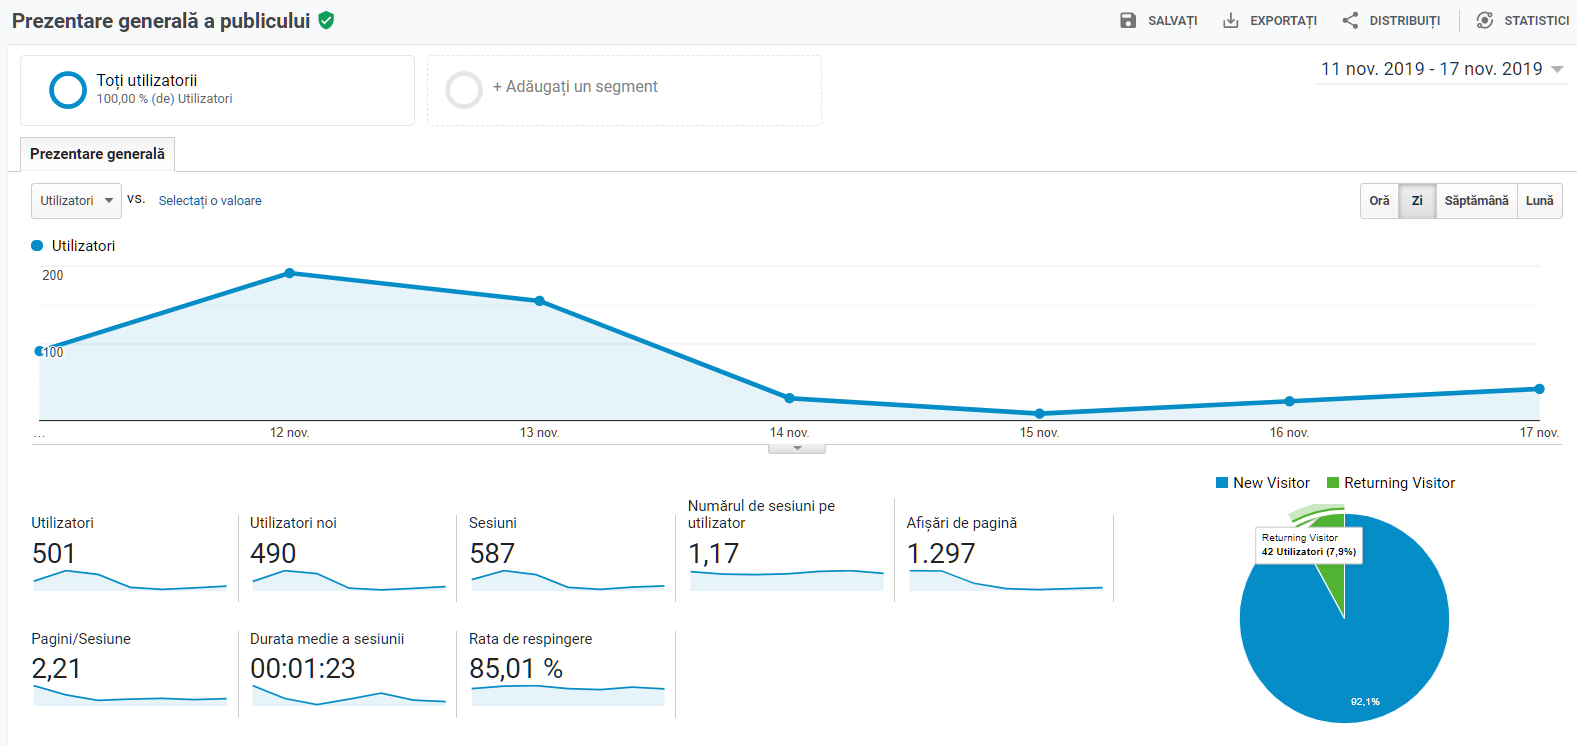 Prezentare generală a publicului
SALVAȚI
EXPORTAȚI
DISTRIBUIȚI
STATISTICI
Toți utilizatorii
100,00 % (de) Utilizatori
+ Adăugați un segment
11 nov. 2019 - 17 nov. 2019
Prezentare generală
Utilizatori
vs.
Selectați o valoare
Oră
Zi
Săptămână
Lună
Utilizatori
200
100
...
12 nov.
13 nov.
14 nov.
15 nov.
16 nov.
17 nov.
New Visitor
Returning Visitor
Utilizatori
501
Utilizatori noi
490
Sesiuni
587
Numărul de sesiuni pe
utilizator
1,17
Afișări de pagină
1.297
Returning Visitor
42 Utilizatori (7,9%)
Pagini/Sesiune
2,21
Durata medie a sesiunii
00:01:23
Rata de respingere
85,01 %
92,1%